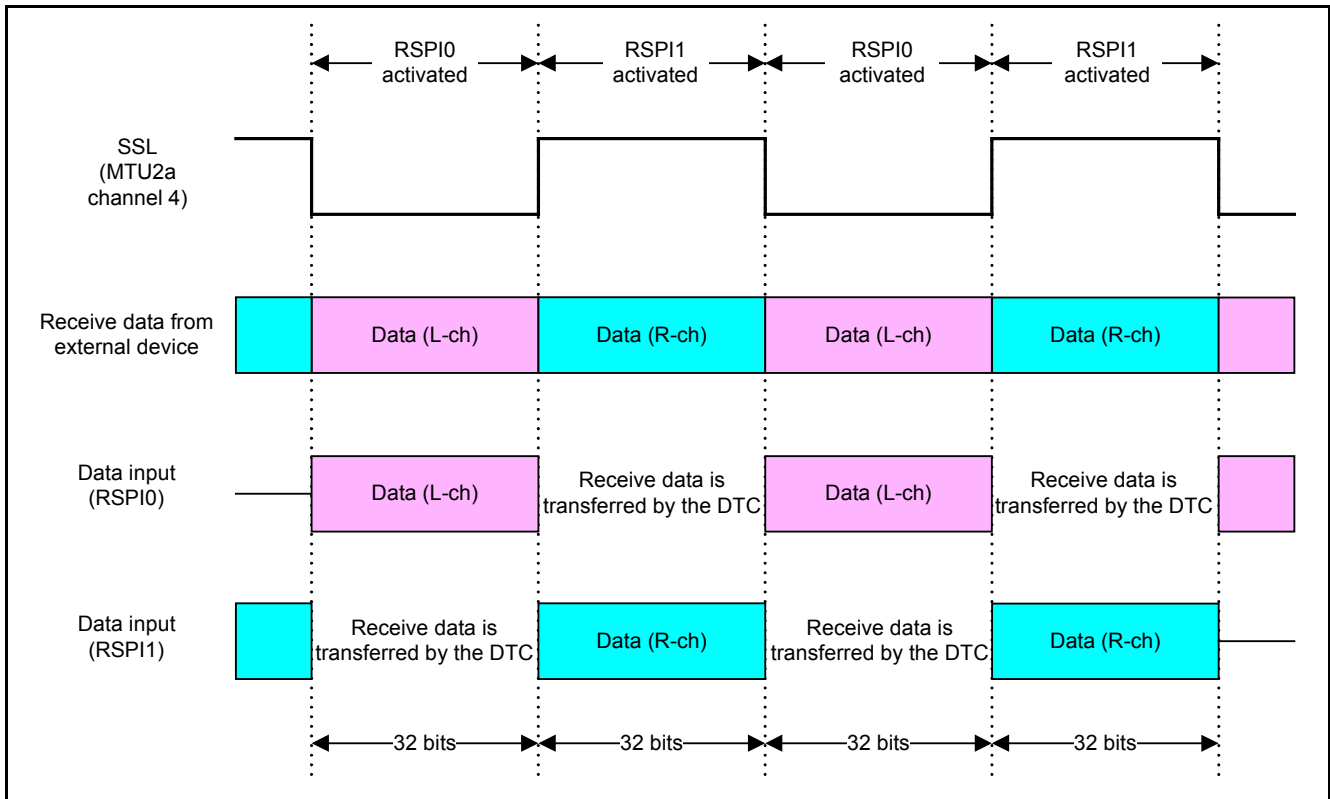 RSPI0
activated
RSPI1
activated
RSPI0
activated
RSPI1
activated
SSL
(MTU2a
channel 4)
Receive data from
external device
Data (L-ch)
Data (R-ch)
Data (L-ch)
Data (R-ch)
Data input
(RSPI0)
Data (L-ch)
Receive data is
transferred by the DTC
Data (L-ch)
Receive data is
transferred by the DTC
Data input
(RSPI1)
Receive data is
transferred by the DTC
Data (R-ch)
Receive data is
transferred by the DTC
Data (R-ch)
32 bits
32 bits
32 bits
32 bits